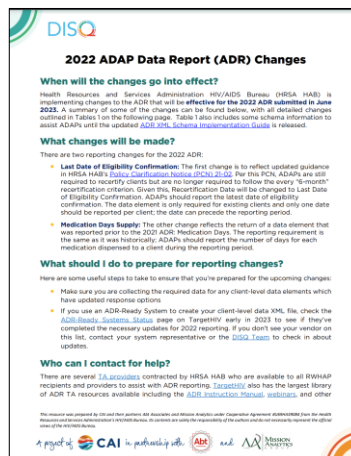 DISQ
2022 ADAP Data Report (ADR) Changes
When will the changes go into effect?
Health Resources and Services Administration HIV/AIDS Bureau (HRSA HAB) is
implementing changes to the ADR that will be effective for the 2022 ADR submitted in June
2023. A summary of some of the changes can be found below, with all detailed changes
outlined in Tables 1 on the following page. Table 1 also includes some schema information to
assist ADAPs until the updated ADR XML Schema Implementation Guide is released.
What changes will be made?
There are two reporting changes for the 2022 ADR:
Last Date of Eligibility Confirmation: The first change is to reflect updated guidance
in HRSA HAB's Policy Clarification Notice (PCN) 21-02. Per this PCN, ADAPs are still
required to recertify clients but are no longer required to follow the every "6-month"
recertification criterion. Given this, Recertification Date will be changed to Last Date
of Eligibility Confirmation. ADAPs should report the latest date of eligibility
confirmation. The data element is only required for existing clients and only one date
should be reported per client; the date can precede the reporting period.
Medication Days Supply: The other change reflects the return of a data element that
was reported prior to the 2021 ADR: Medication Days. The reporting requirement is
the same as it was historically; ADAPs should report the number of days for each
medication dispensed to a client during the reporting period.
What should I do to prepare for reporting changes?
Here are some useful steps to take to ensure that you're prepared for the upcoming changes:
Make sure you are collecting the required data for any client-level data elements which
have updated response options
If you use an ADR-Ready System to create your client-level data XML file, check the
ADR-Ready Systems Status page on TargetHIV early in 2023 to see if they've
completed the necessary updates for 2022 reporting. If you don't see your vendor on
this list, contact your system representative or the DISQ Team to check in about
updates.
Who can I contact for help?
There are several TA providers contracted by HRSA HAB who are available to all RWHAP
recipients and providers to assist with ADR reporting. TargetHIV also has the largest library
of ADR TA resources available including the ADR Instruction Manual, webinars, and other
A project of CAI in partnership with Abt and MISSION
ANALYTICS